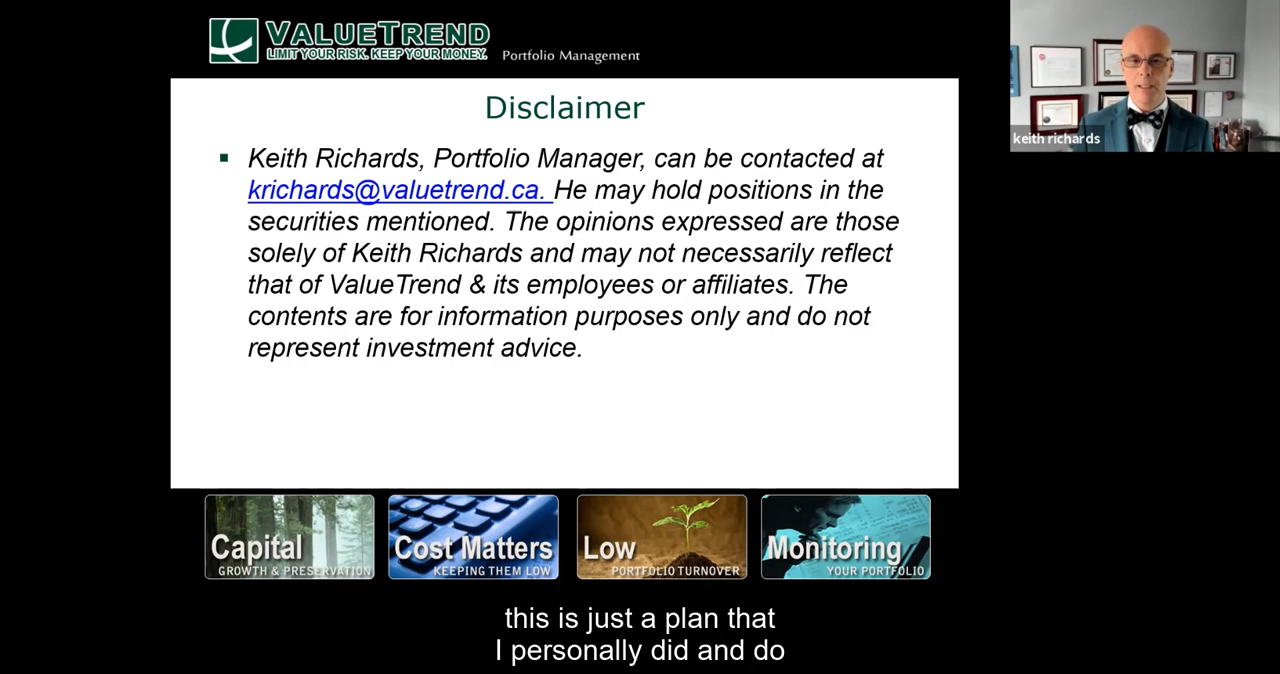 VALUETREND
LIMIT YOUR RISK. KEEP YOUR MONEY.
Portfolio Management
keith richards
Disclaimer
Keith Richards, Portfolio Manager, can be contacted at
krichards@valuetrend.ca. He may hold positions in the
securities mentioned. The opinions expressed are those
solely of Keith Richards and may not necessarily reflect
that of ValueTrend & its employees or affiliates. The
contents are for information purposes only and do not
represent investment advice.
Capital
GROWTH & PRESERVATION
Cost Matters
KEEPING THEM LOW
Low
PORTFOLIO TURNOVER
Monitoring
YOUR PORTFOLIO
this is just a plan that
I personally did and do